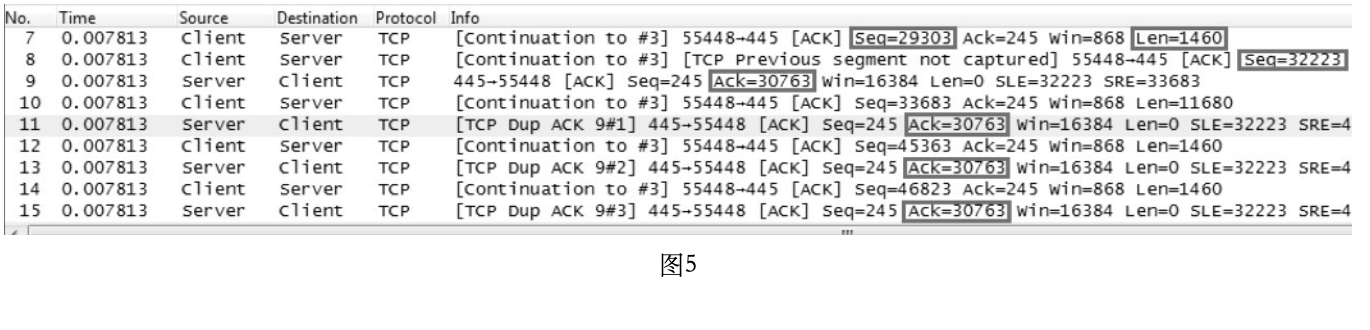 No. Time Source Destination Protocol Info
7 0.007813 Client Server TCP [Continuation to #3] 55448→445 [ACK] Seq=29303 Ack=245 Win=868 Len=1460
8 0.007813 Client Server TCP [Continuation to #3] [TCP Previous segment not captured] 55448→445 [ACK] Seq=32223
9 0.007813 Server Client TCP 445→55448 [ACK] Seq=245 Ack=30763 Win=16384 Len=0 SLE=32223 SRE=33683
10 0.007813 Client Server TCP [Continuation to #3] 55448→445 [ACK] Seq=33683 Ack=245 Win=868 Len=11680
11 0.007813 Server Client TCP [TCP Dup ACK 9#1] 445→55448 [ACK] Seq=245 Ack=30763 Win=16384 Len=0 SLE=32223 SRE=4
12 0.007813 Client Server TCP [Continuation to #3] 55448→445 [ACK] Seq=45363 Ack=245 Win=868 Len=1460
13 0.007813 Server Client TCP [TCP Dup ACK 9#2] 445→55448 [ACK] Seq=245 Ack=30763 Win=16384 Len=0 SLE=32223 SRE=4
14 0.007813 Client Server TCP [Continuation to #3] 55448→445 [ACK] Seq=46823 Ack=245 Win=868 Len=1460
15 0.007813 Server Client TCP [TCP Dup ACK 9#3] 445→55448 [ACK] Seq=245 Ack=30763 Win=16384 Len=0 SLE=32223 SRE=4
图5